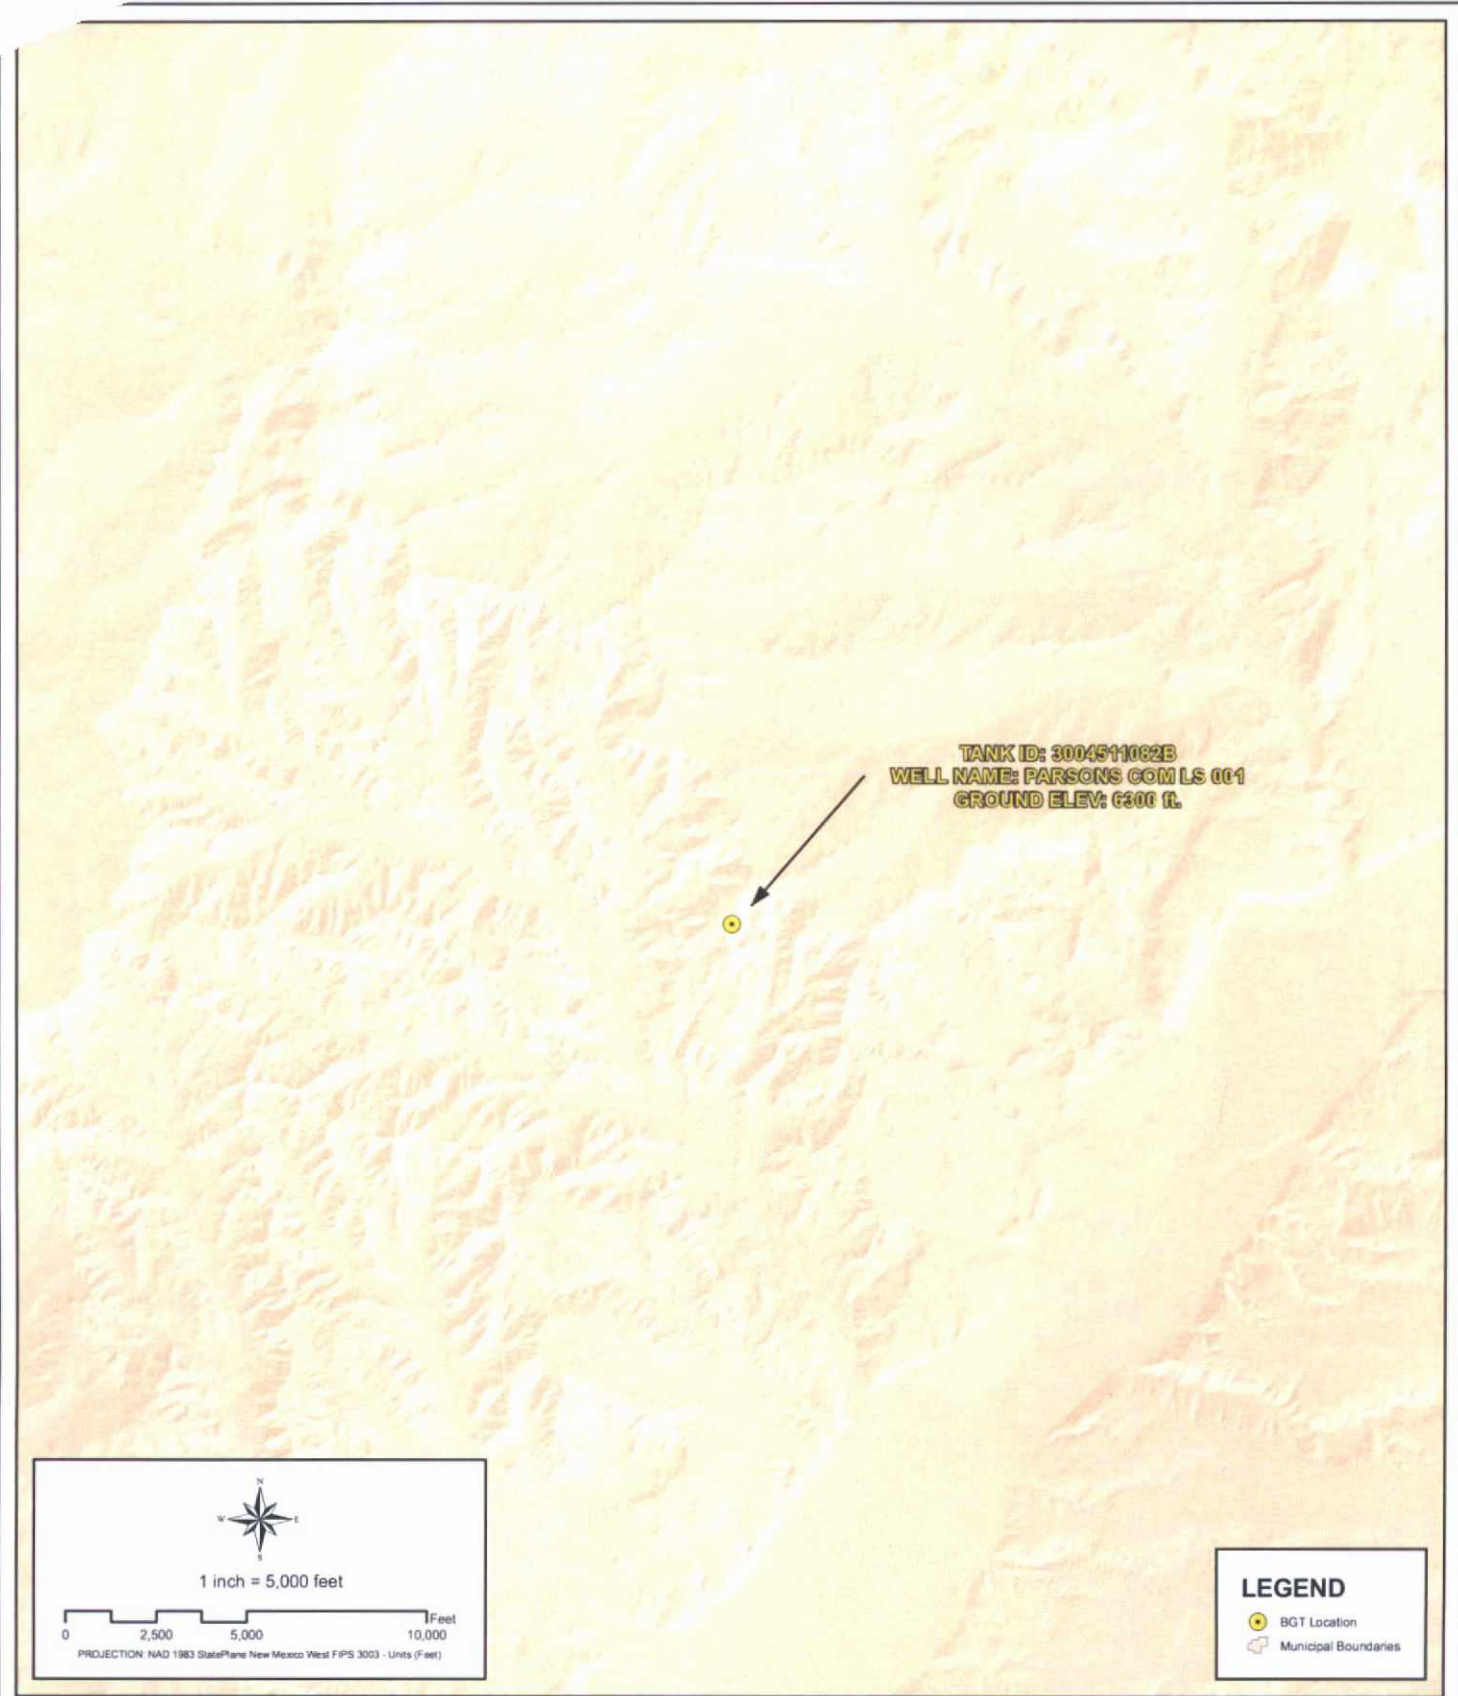 TANK ID: 3004511082B
WELL NAME: PARSONS COM LS 001
GROUND ELEV: 6300 ft.
N
W E
S
1 inch = 5,000 feet
Feet
0 2,500 5,000 10,000
PROJECTION: NAD 1983 StatePlane New Mexico West FIPS 3003 - Units (Feet)
LEGEND
BGT Location
Municipal Boundaries